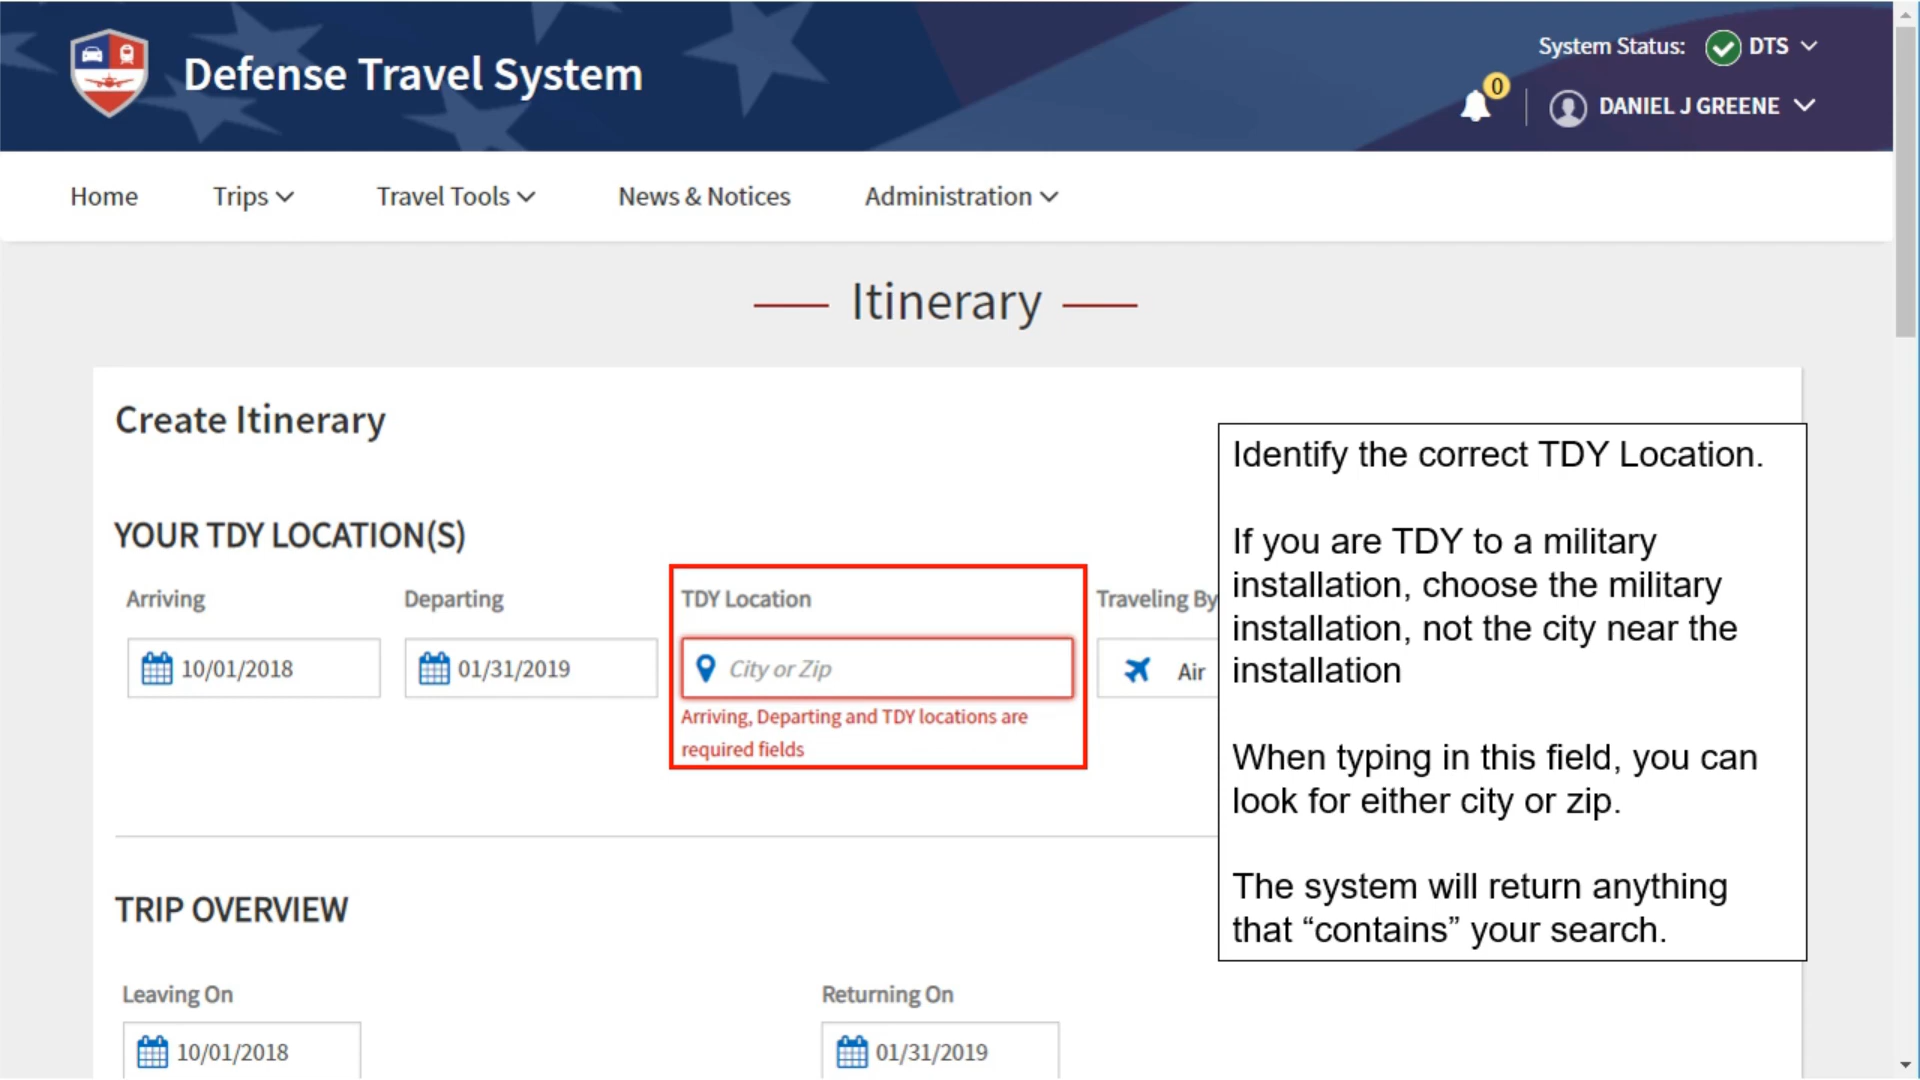 System Status: DTS
Defense Travel System
0
DANIEL J GREENE
Home Trips Travel Tools News & Notices Administration
Itinerary
Create Itinerary
YOUR TDY LOCATION(S)
Arriving Departing TDY Location Traveling By
10/01/2018 01/31/2019 City or Zip Air
Arriving, Departing and TDY locations are
required fields
Identify the correct TDY Location.
If you are TDY to a military
installation, choose the military
installation, not the city near the
installation
When typing in this field, you can
look for either city or zip.
The system will return anything
that “contains” your search.
TRIP OVERVIEW
Leaving On Returning On
10/01/2018 01/31/2019